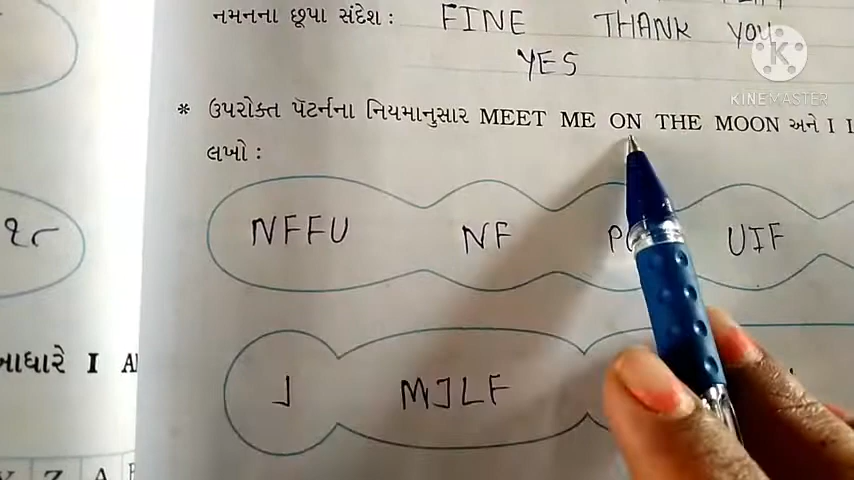 નમનના છૂપા સંદેશ : FINE THANK YOU
YES
KINEMASTER
* ઉપરોક્ત પૅટર્નના નિયમાનુસાર MEET ME ON THE MOON અને I
લખો :
NFFU NF UIF
૧૮
J MJLF
આધારે I
Y Z A